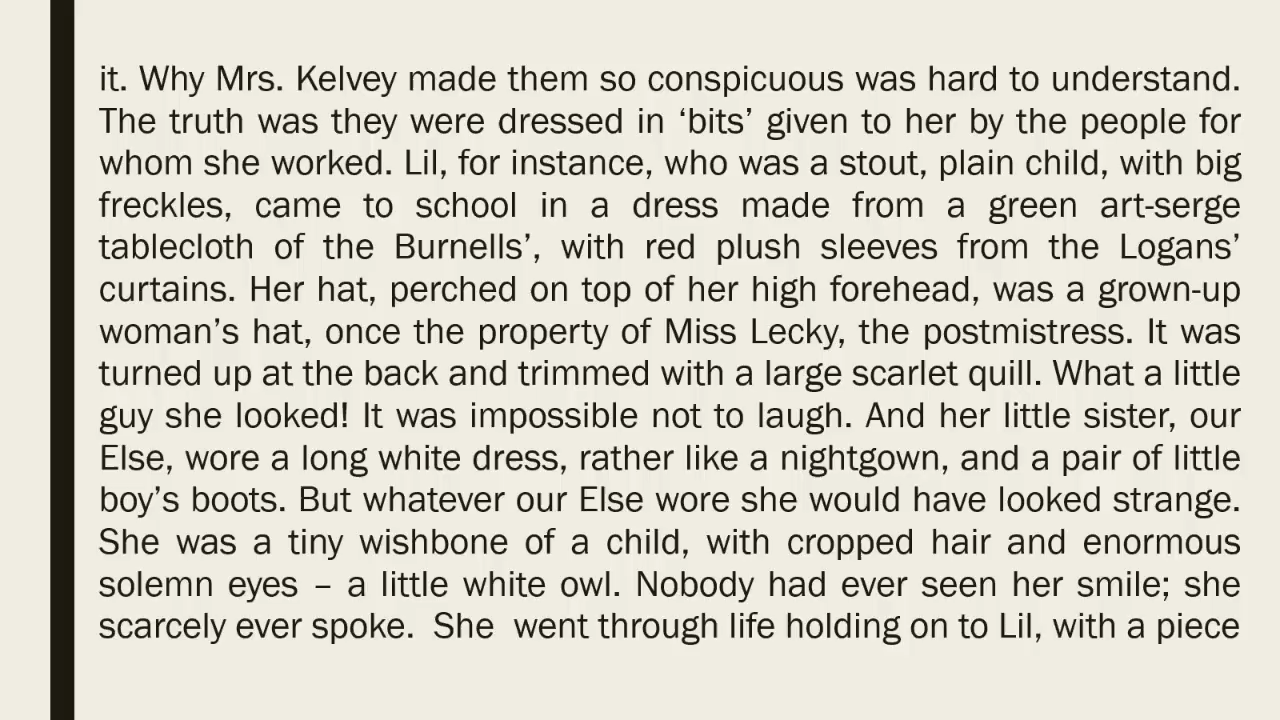 it. Why Mrs. Kelvey made them so conspicuous was hard to understand.
The truth was they were dressed in ‘bits’ given to her by the people for
whom she worked. Lil, for instance, who was a stout, plain child, with big
freckles, came to school in a dress made from a green art-serge
tablecloth of the Burnells’, with red plush sleeves from the Logans’
curtains. Her hat, perched on top of her high forehead, was a grown-up
woman’s hat, once the property of Miss Lecky, the postmistress. It was
turned up at the back and trimmed with a large scarlet quill. What a little
guy she looked! It was impossible not to laugh. And her little sister, our
Else, wore a long white dress, rather like a nightgown, and a pair of little
boy’s boots. But whatever our Else wore she would have looked strange.
She was a tiny wishbone of a child, with cropped hair and enormous
solemn eyes – a little white owl. Nobody had ever seen her smile; she
scarcely ever spoke. She went through life holding on to Lil, with a piece